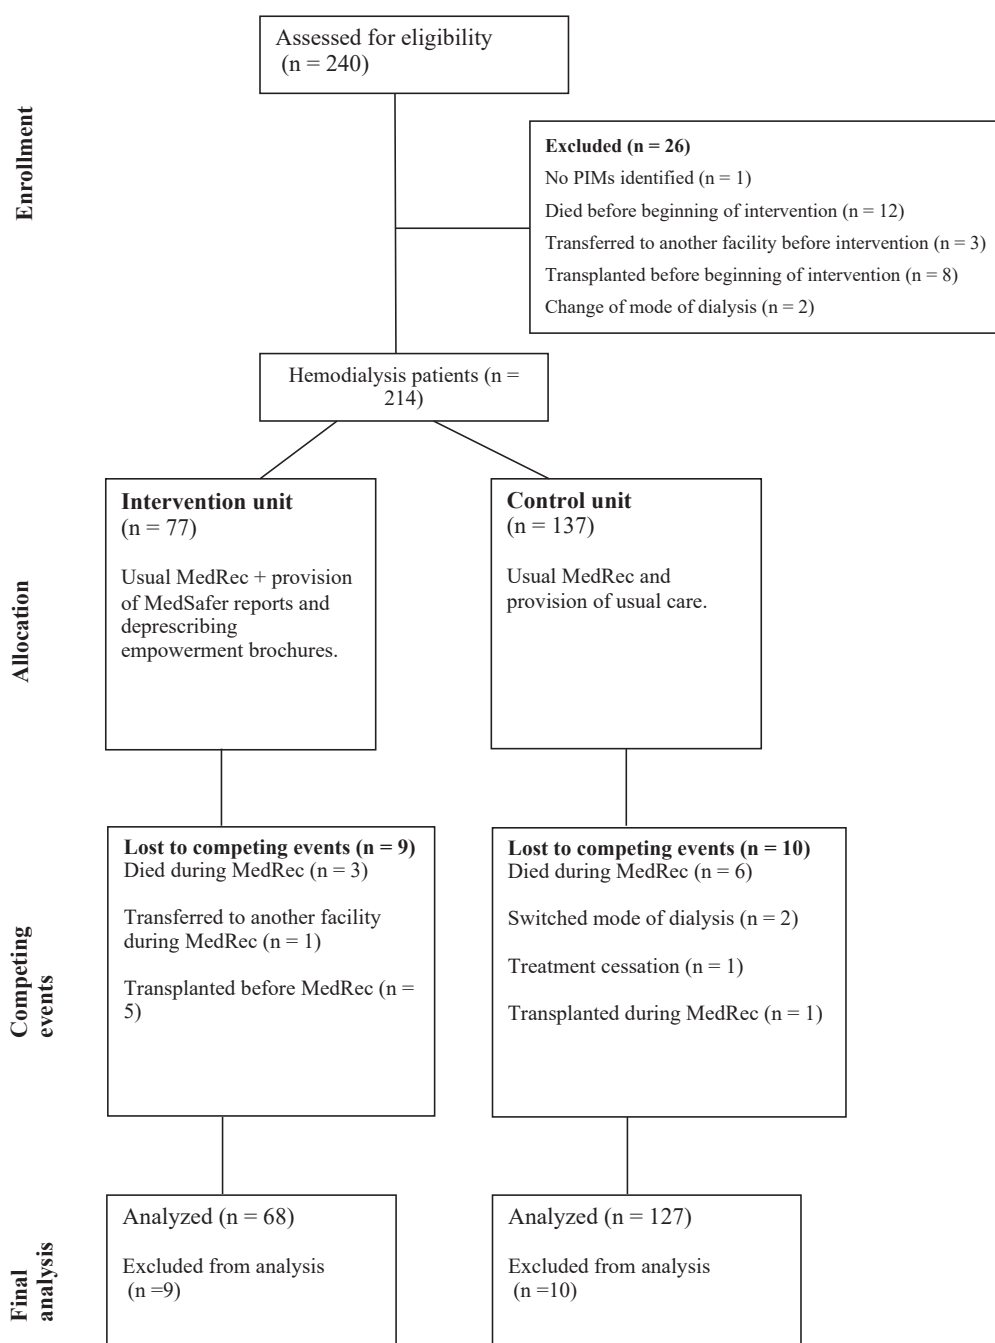 Assessed for eligibility
(n = 240)
Enrollment
Excluded (n = 26)
No PIMs identified (n = 1)
Died before beginning of intervention (n = 12)
Transferred to another facility before intervention (n = 3)
Transplanted before beginning of intervention (n = 8)
Change of mode of dialysis (n = 2)
Hemodialysis patients (n =
214)
Allocation
Intervention unit
(n = 77)
Usual MedRec + provision
of MedSafer reports and
deprescribing
empowerment brochures.
Control unit
(n = 137)
Usual MedRec and
provision of usual care.
Competing
events
Lost to competing events (n = 9)
Died during MedRec (n = 3)
Transferred to another facility
during MedRec (n = 1)
Transplanted before MedRec (n =
5)
Lost to competing events (n = 10)
Died during MedRec (n = 6)
Switched mode of dialysis (n = 2)
Treatment cessation (n = 1)
Transplanted during MedRec (n = 1)
Final
analysis
Analyzed (n = 68)
Excluded from analysis
(n =9)
Analyzed (n = 127)
Excluded from analysis
(n =10)